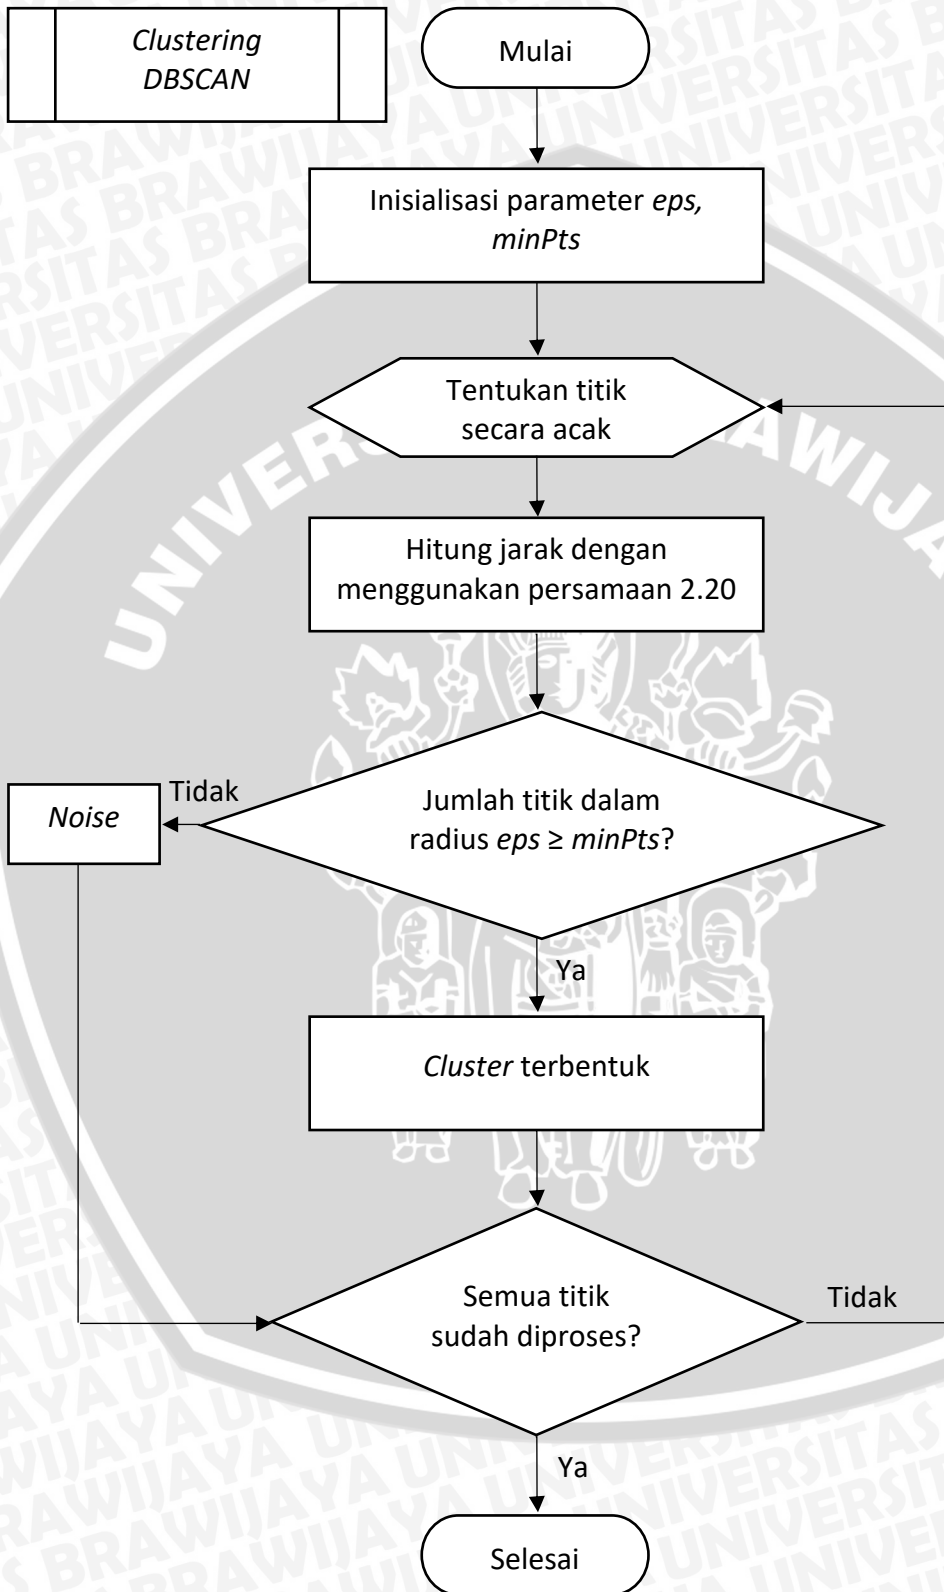 Clustering
DBSCAN
Mulai
Inisialisasi parameter eps,
minPts
Tentukan titik
secara acak
Hitung jarak dengan
menggunakan persamaan 2.20
Jumlah titik dalam
radius eps ≥ minPts?
Tidak
Noise
Ya
Cluster terbentuk
Semua titik
sudah diproses?
Tidak
Ya
Selesai